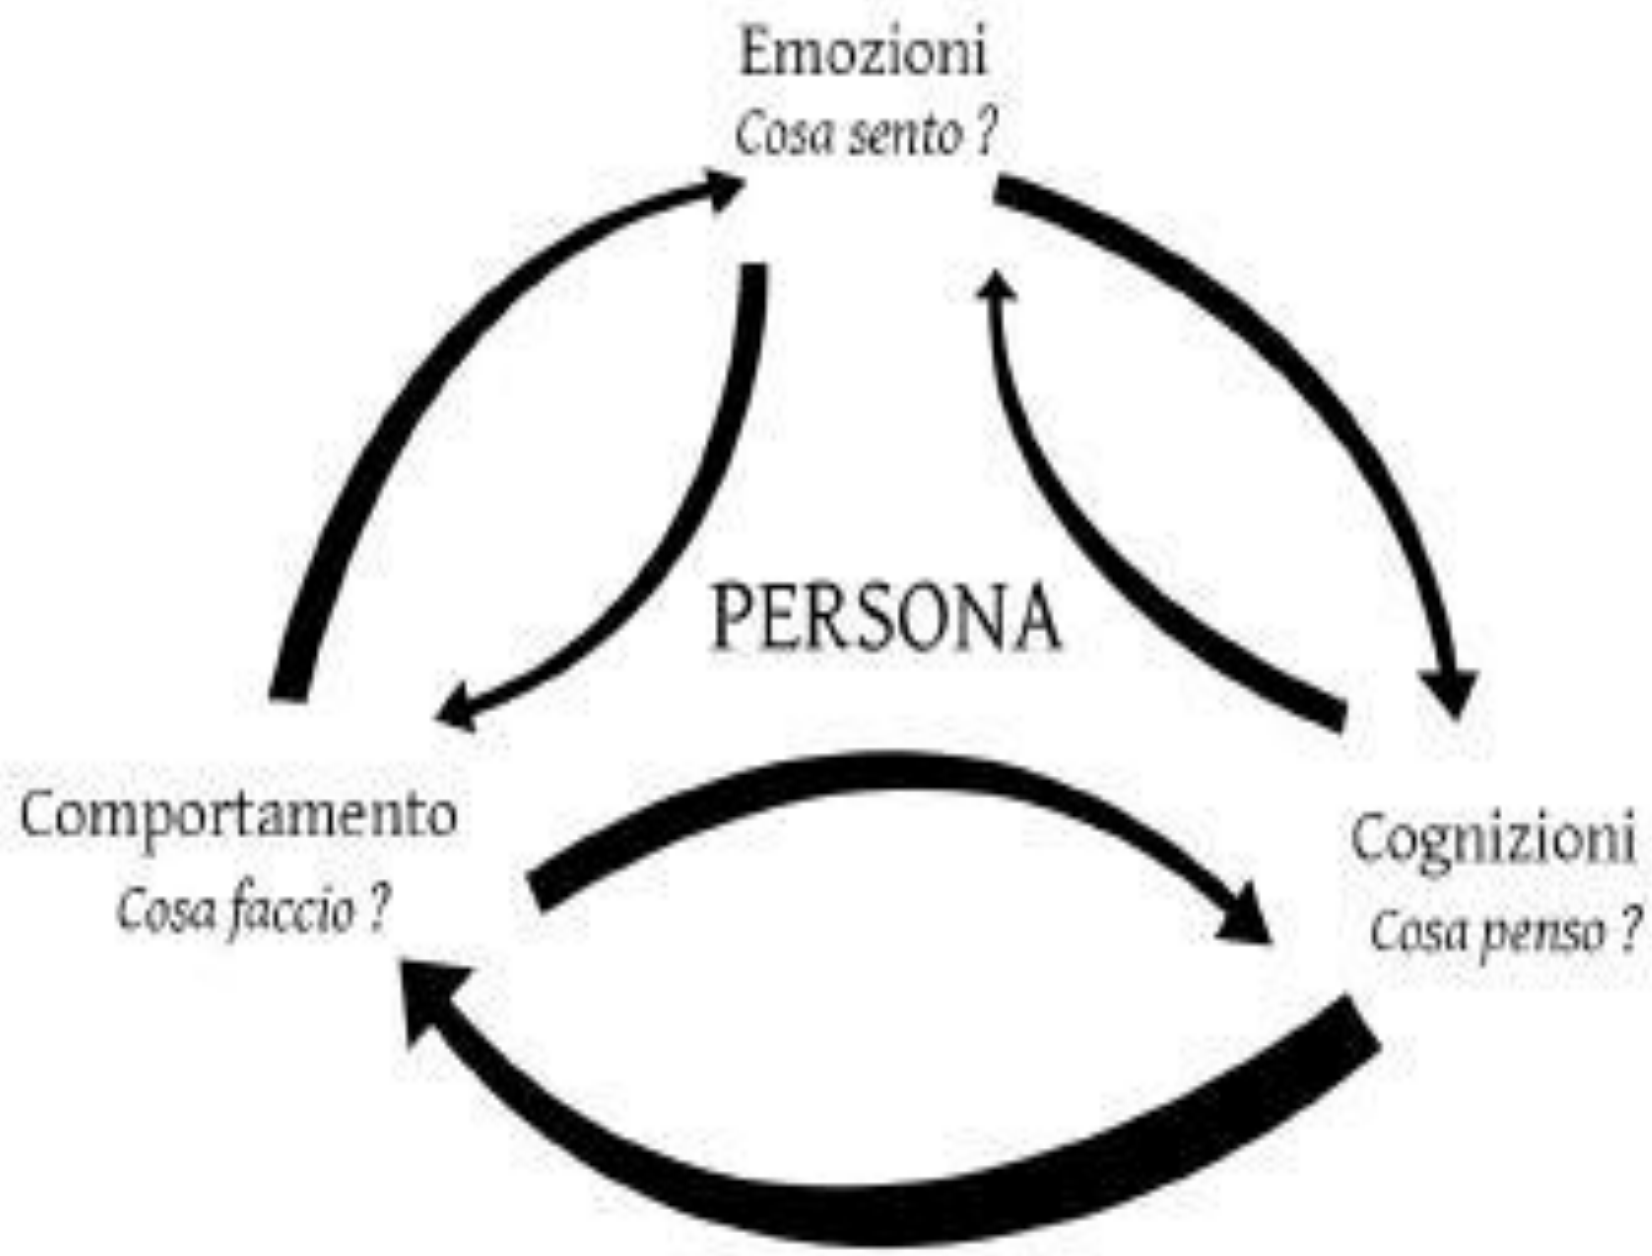 Emozioni
Cosa sento ?
PERSONA
Comportamento
Cosa faccio ?
Cognizioni
Cosa penso ?